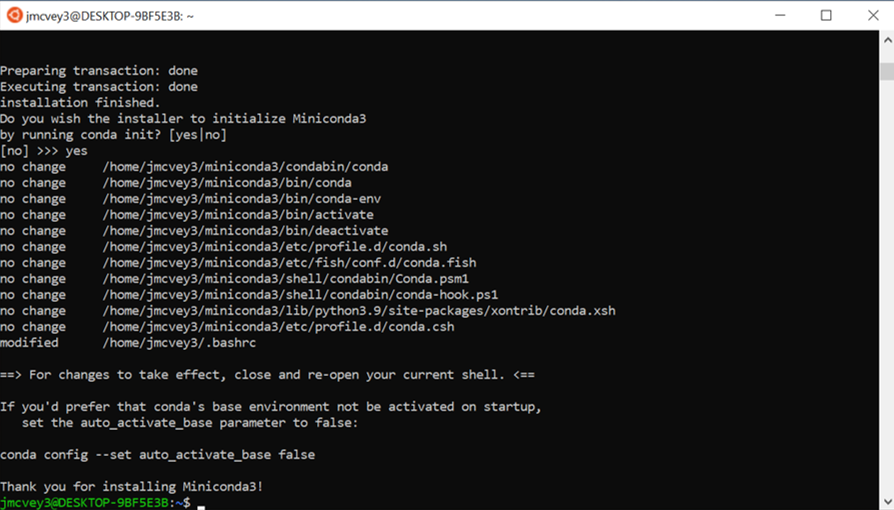 jmcvey3@DESKTOP-9BF5E3B: ~
Preparing transaction: done
Executing transaction: done
installation finished.
Do you wish the installer to initialize Miniconda3
by running conda init? [yes|no]
[no] >>> yes
no change     /home/jmcvey3/miniconda3/condabin/conda
no change     /home/jmcvey3/miniconda3/bin/conda
no change     /home/jmcvey3/miniconda3/bin/conda-env
no change     /home/jmcvey3/miniconda3/bin/activate
no change     /home/jmcvey3/miniconda3/bin/deactivate
no change     /home/jmcvey3/miniconda3/etc/profile.d/conda.sh
no change     /home/jmcvey3/miniconda3/etc/fish/conf.d/conda.fish
no change     /home/jmcvey3/miniconda3/shell/condabin/Conda.psm1
no change     /home/jmcvey3/miniconda3/shell/condabin/conda-hook.ps1
no change     /home/jmcvey3/miniconda3/lib/python3.9/site-packages/xontrib/conda.xsh
no change     /home/jmcvey3/miniconda3/etc/profile.d/conda.csh
modified      /home/jmcvey3/.bashrc
==> For changes to take effect, close and re-open your current shell. <==
If you'd prefer that conda's base environment not be activated on startup,
   set the auto_activate_base parameter to false:
conda config --set auto_activate_base false
Thank you for installing Miniconda3!
jmcvey3@DESKTOP-9BF5E3B:~$